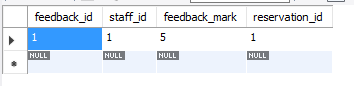 feedback_id staff_id feedback_mark reservation_id
1 1 5 1
NULL NULL NULL NULL